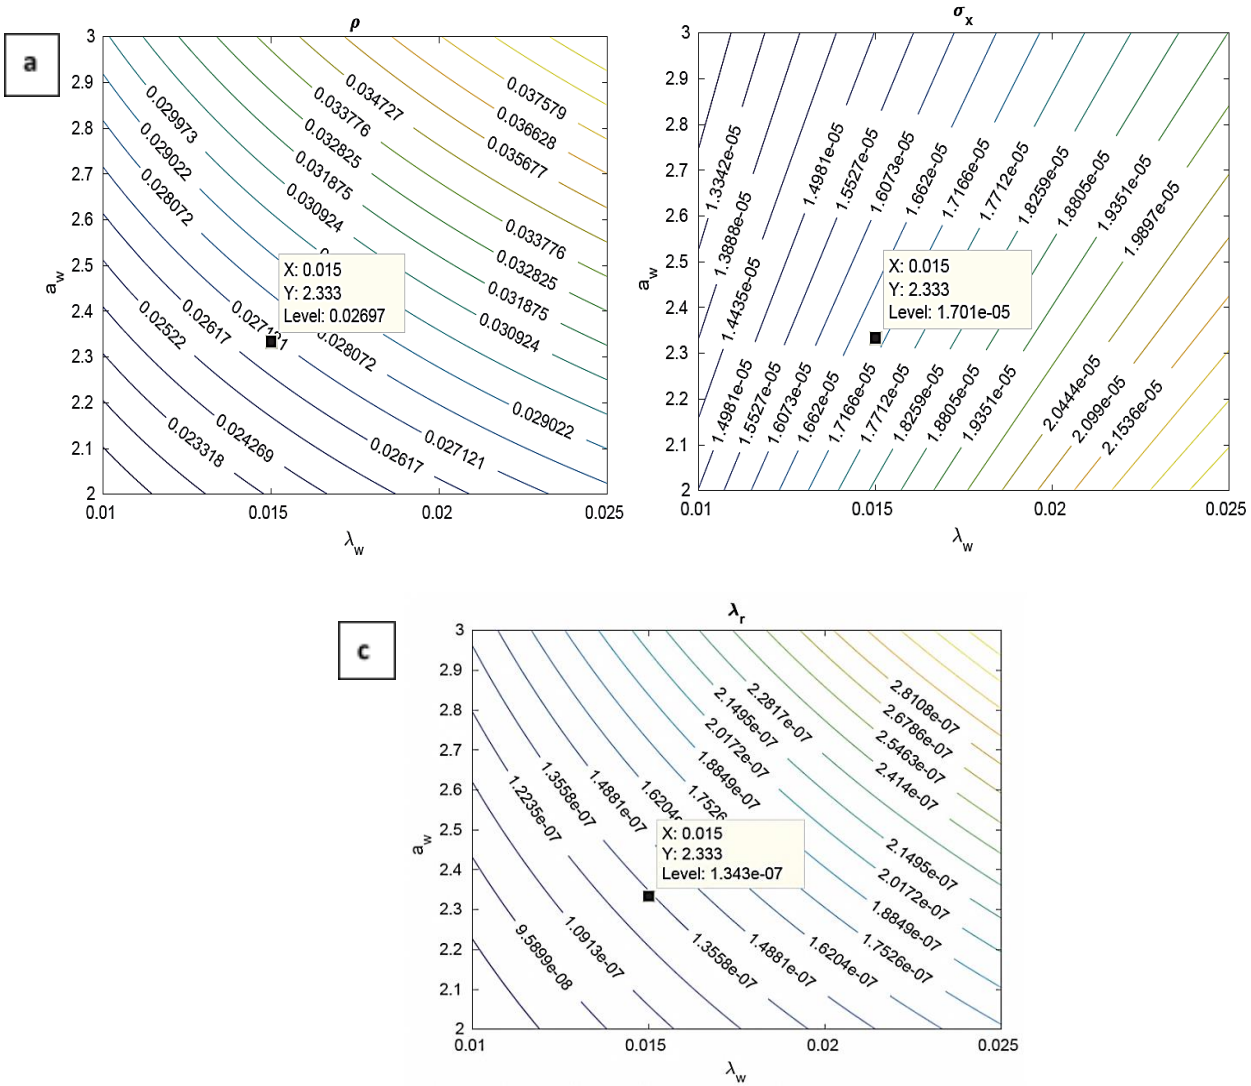 a
ρ
3
2.9
2.8
2.7
2.6
2.5
2.4
2.3
2.2
2.1
2
a_w
0.01
0.015
0.02
0.025
λ_w
0.029973
0.029022
0.028072
0.034727
0.033776
0.032825
0.031875
0.030924
0.037579
0.036628
0.035677
0.033776
0.032825
0.031875
0.030924
0.029022
0.028072
0.027121
0.02617
0.02522
0.024269
0.023318
0.02617
0.027121
X: 0.015
Y: 2.333
Level: 0.02697
σ_x
3
2.9
2.8
2.7
2.6
2.5
2.4
2.3
2.2
2.1
2
a_w
0.01
0.015
0.02
0.025
λ_w
1.3342e-05
1.3888e-05
1.4435e-05
1.4981e-05
1.5527e-05
1.6073e-05
1.662e-05
1.7166e-05
1.7712e-05
1.8259e-05
1.8805e-05
1.9351e-05
1.9897e-05
X: 0.015
Y: 2.333
Level: 1.701e-05
1.4981e-05
1.5527e-05
1.6073e-05
1.662e-05
1.7166e-05
1.7712e-05
1.8259e-05
1.8805e-05
1.9351e-05
2.0444e-05
2.099e-05
2.1536e-05
c
λ_r
3
2.9
2.8
2.7
2.6
2.5
2.4
2.3
2.2
2.1
2
a_w
0.01
0.015
0.02
0.025
λ_w
1.2235e-07
1.3558e-07
1.4881e-07
1.6204e
1.7526
1.8849e-07
2.0172e-07
2.1495e-07
2.2817e-07
2.8108e-07
2.6786e-07
2.5463e-07
2.414e-07
2.1495e-07
2.0172e-07
1.8849e-07
1.7526e-07
1.6204e-07
1.4881e-07
1.3558e-07
1.0913e-07
9.5899e-08
X: 0.015
Y: 2.333
Level: 1.343e-07